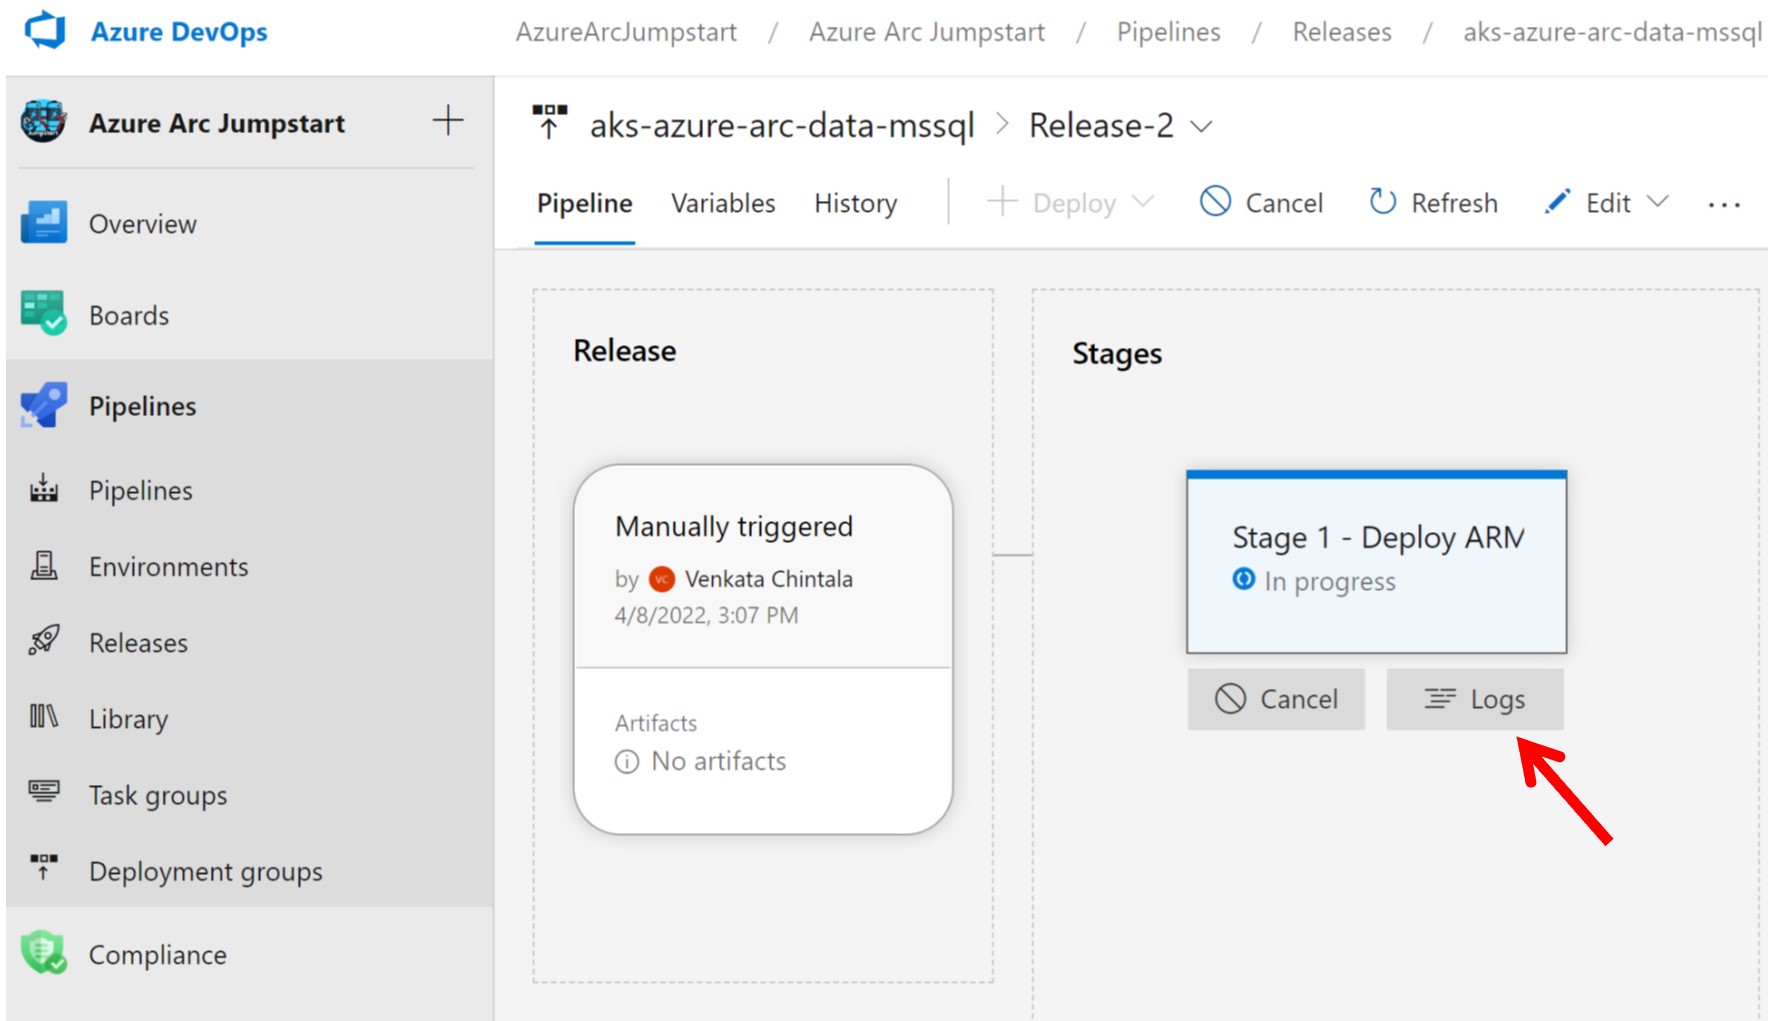 Azure DevOps
AzureArcJumpstart / Azure Arc Jumpstart / Pipelines / Releases / aks-azure-arc-data-mssql
Azure Arc Jumpstart
Overview
Boards
Pipelines
Pipelines
Environments
Releases
Library
Task groups
Deployment groups
Compliance
aks-azure-arc-data-mssql > Release-2
Pipeline Variables History Deploy Cancel Refresh Edit ...
Release
Manually triggered
by VC Venkata Chintala
4/8/2022, 3:07 PM
Artifacts
No artifacts
Stages
Stage 1 - Deploy ARM
In progress
Cancel Logs